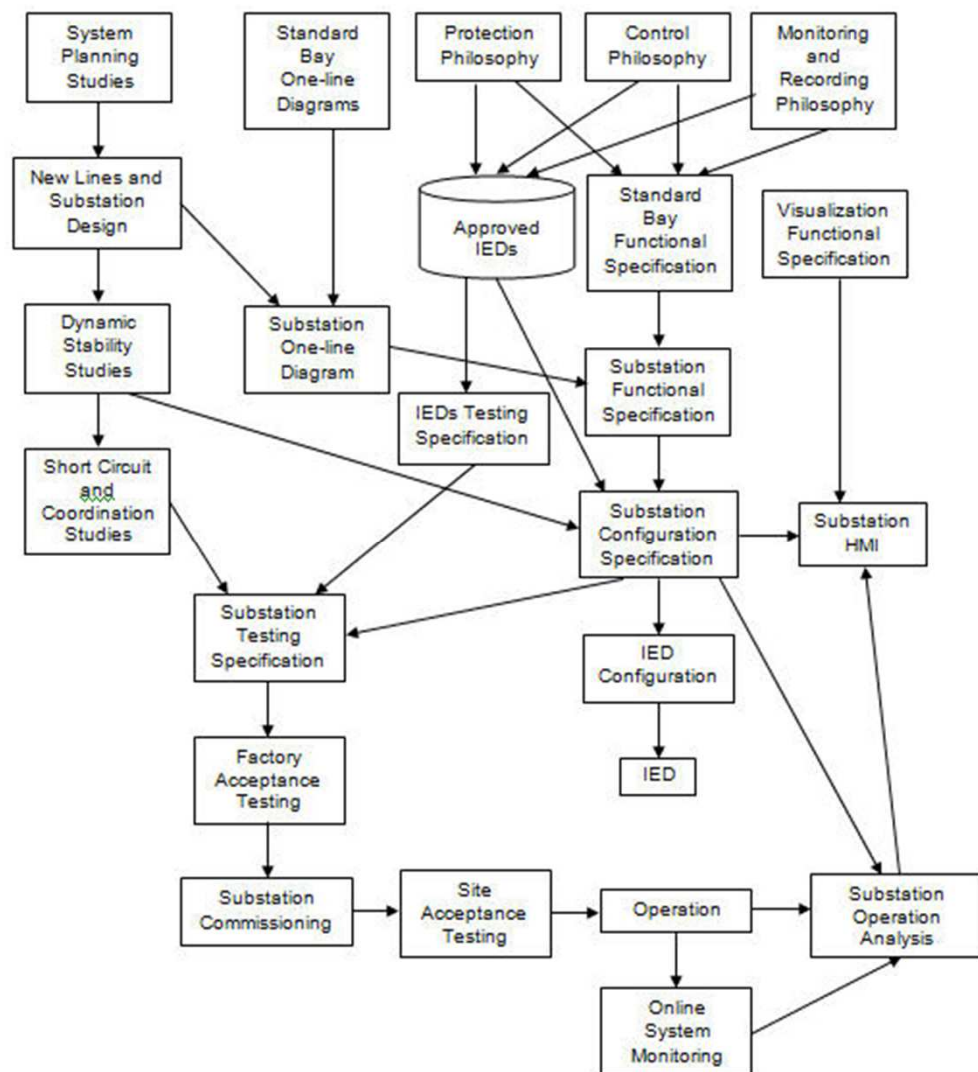 System
Planning
Studies
Standard
Bay
One-line
Diagrams
Protection
Philosophy
Control
Philosophy
Monitoring
and
Recording
Philosophy
New Lines and
Substation
Design
Approved
IEDs
Standard
Bay
Functional
Specification
Visualization
Functional
Specification
Dynamic
Stability
Studies
Substation
One-line
Diagram
Substation
Functional
Specification
IEDs Testing
Specification
Short Circuit
and
Coordination
Studies
Substation
Configuration
Specification
Substation
HMI
Substation
Testing
Specification
IED
Configuration
Factory
Acceptance
Testing
IED
Substation
Commissioning
Site
Acceptance
Testing
Operation
Substation
Operation
Analysis
Online
System
Monitoring